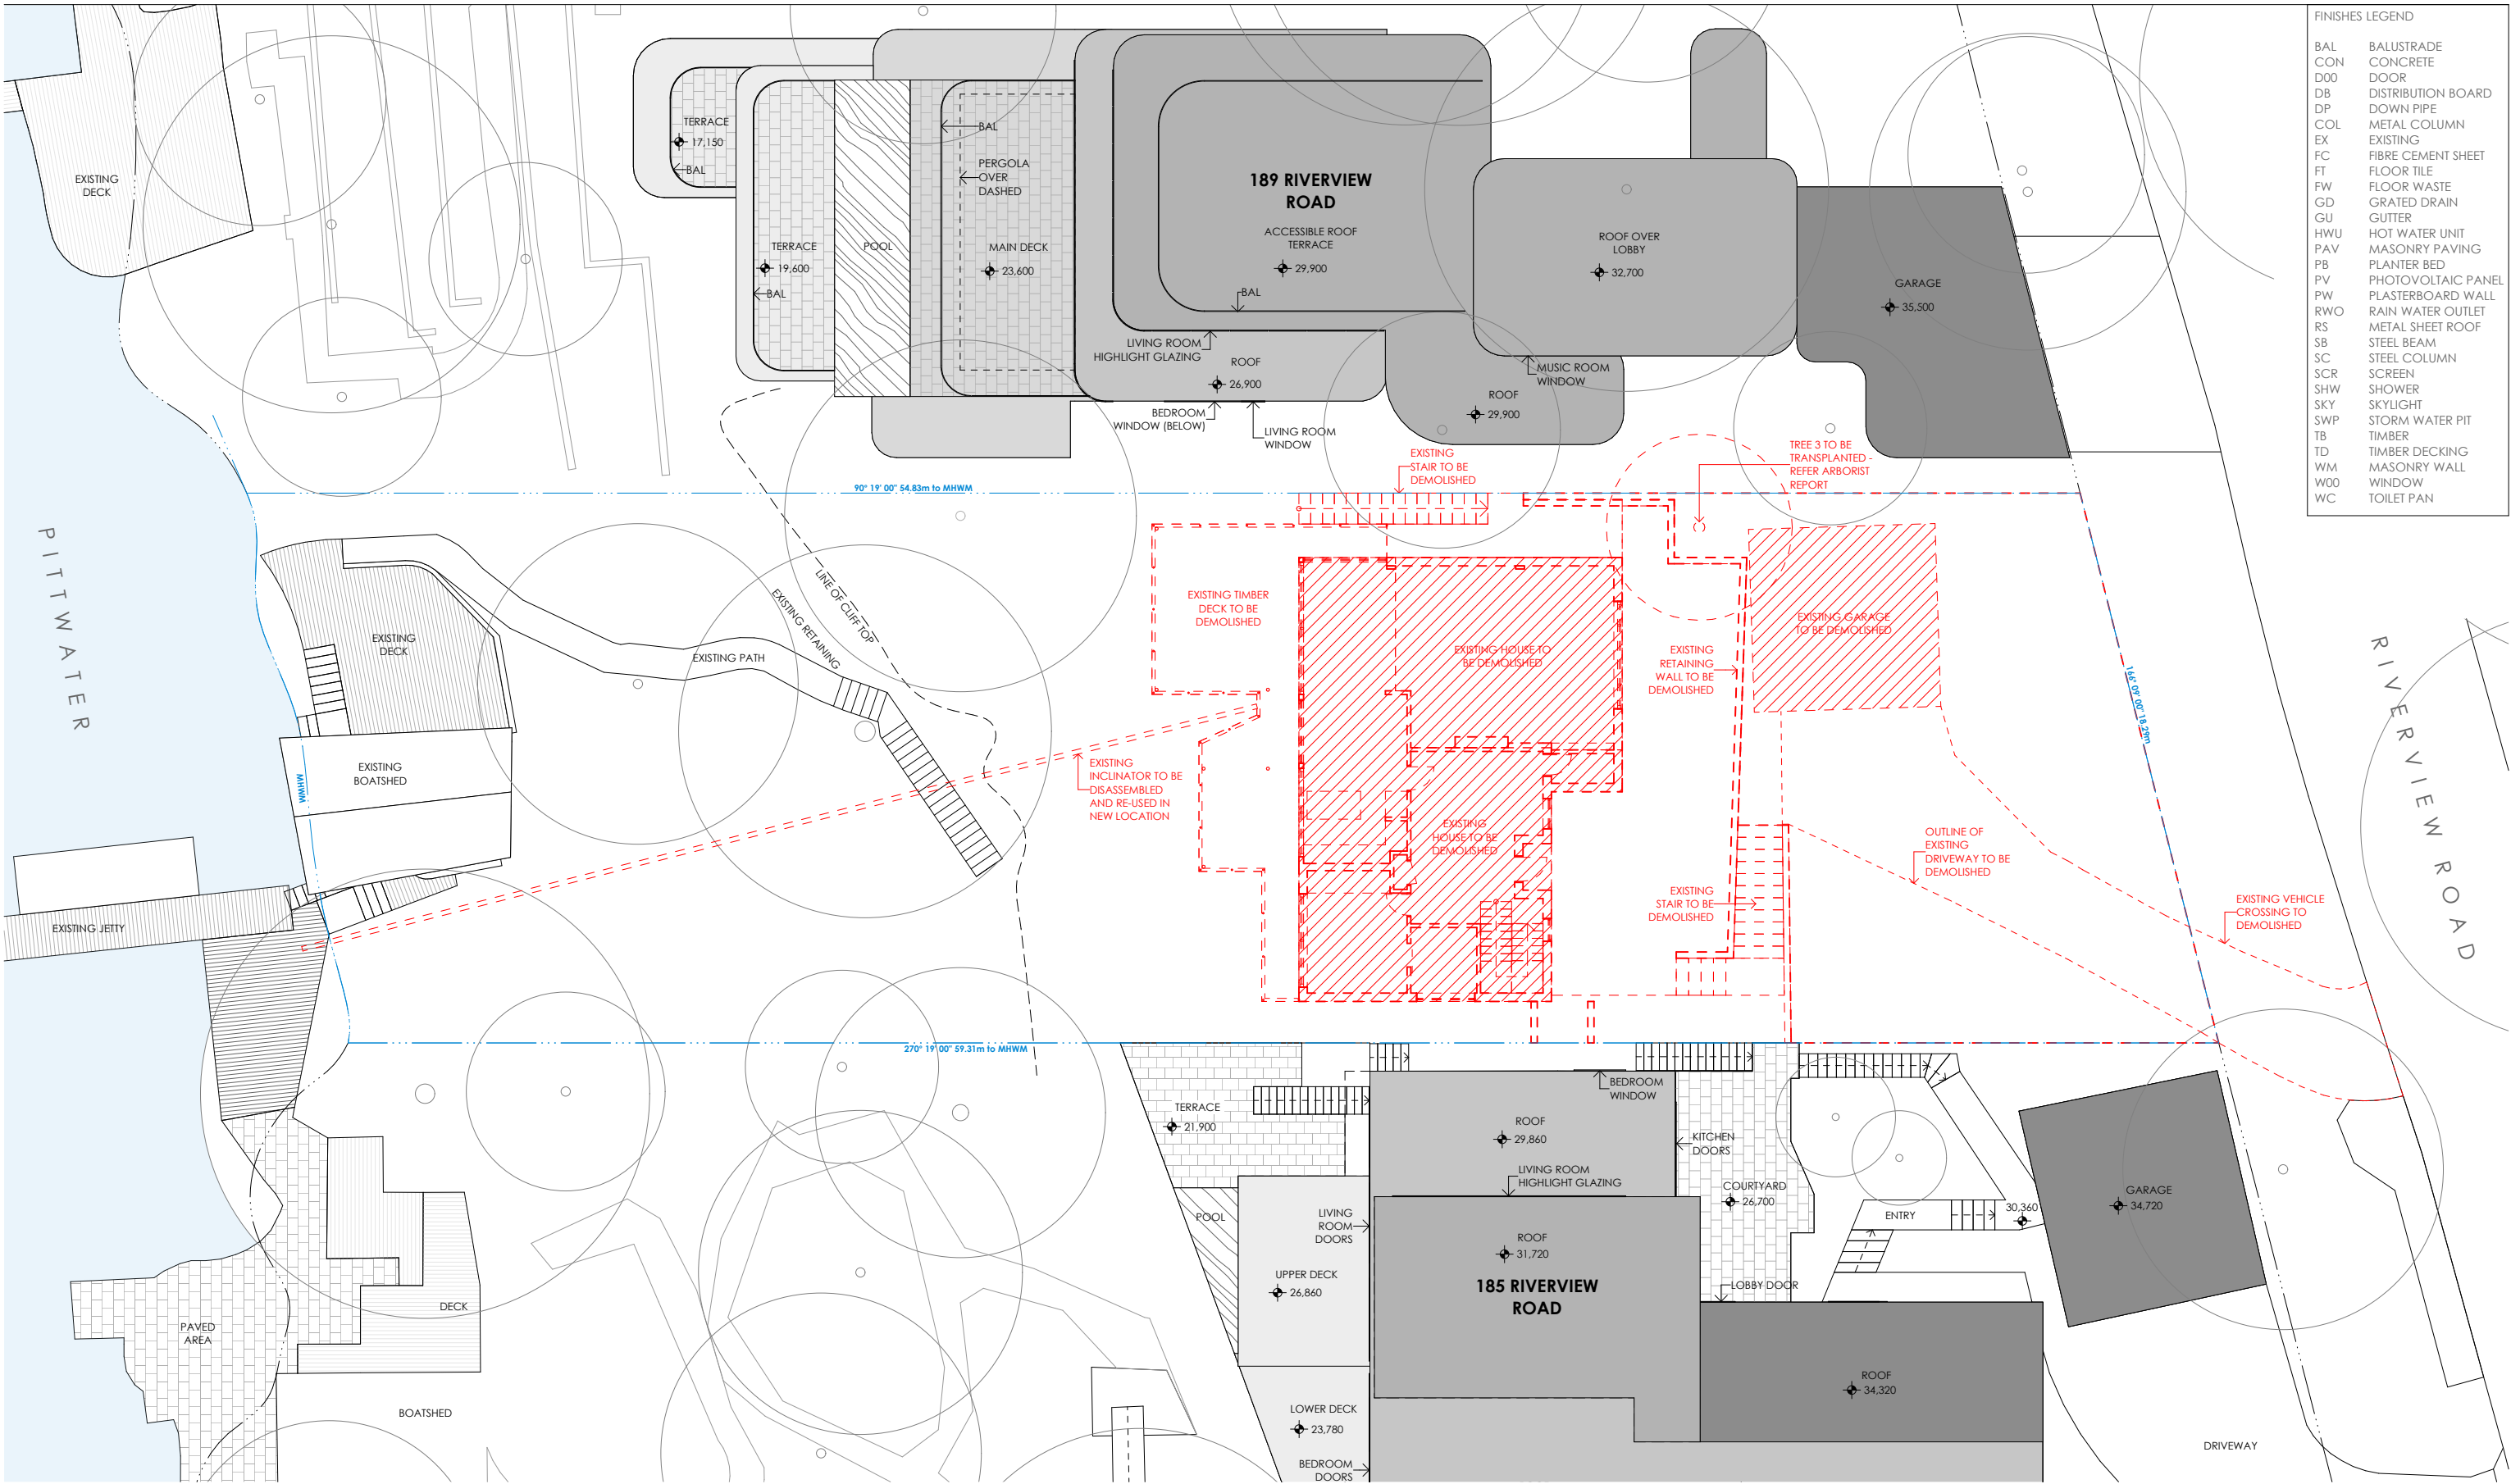 FINISHES LEGEND
BAL BALUSTRADE
CON CONCRETE
D00 DOOR
DB DISTRIBUTION BOARD
DP DOWN PIPE
COL METAL COLUMN
EX EXISTING
FC FIBRE CEMENT SHEET
FT FLOOR TILE
FW FLOOR WASTE
GD GRATED DRAIN
GU GUTTER
HWU HOT WATER UNIT
PAV MASONRY PAVING
PB PLANTER BED
PV PHOTOVOLTAIC PANEL
PW PLASTERBOARD WALL
RWO RAIN WATER OUTLET
RS METAL SHEET ROOF
SB STEEL BEAM
SC STEEL COLUMN
SCR SCREEN
SHW SHOWER
SKY SKYLIGHT
SWP STORM WATER PIT
TB TIMBER
TD TIMBER DECKING
WM MASONRY WALL
W00 WINDOW
WC TOILET PAN
EXISTING
DECK
TERRACE
17,150
BAL
TERRACE
19,600
BAL
POOL
BAL
PERGOLA
OVER
DASHED
MAIN DECK
23,600
189 RIVERVIEW
ROAD
ACCESSIBLE ROOF
TERRACE
29,900
BAL
LIVING ROOM
HIGHLIGHT GLAZING
ROOF
26,900
BEDROOM
WINDOW (BELOW)
LIVING ROOM
WINDOW
ROOF OVER
LOBBY
32,700
MUSIC ROOM
WINDOW
ROOF
29,900
GARAGE
35,500
90° 19' 00" 54.83m to MHWM
EXISTING
STAIR TO BE
DEMOLISHED
TREE 3 TO BE
TRANSPLANTED -
REFER ARBORIST
REPORT
PITTWATER
EXISTING
DECK
EXISTING PATH
EXISTING RETAINING
LINE OF CLIFF TOP
EXISTING
BOATSHED
MHWM
EXISTING JETTY
EXISTING TIMBER
DECK TO BE
DEMOLISHED
EXISTING HOUSE TO
BE DEMOLISHED
EXISTING
RETAINING
WALL TO BE
DEMOLISHED
EXISTING GARAGE
TO BE DEMOLISHED
EXISTING
INCLINATOR TO BE
DISASSEMBLED
AND RE-USED IN
NEW LOCATION
EXISTING
HOUSE TO BE
DEMOLISHED
EXISTING
STAIR TO BE
DEMOLISHED
OUTLINE OF
EXISTING
DRIVEWAY TO BE
DEMOLISHED
EXISTING VEHICLE
CROSSING TO
DEMOLISHED
166° 09' 00" 18.29m
RIVERVIEW ROAD
270° 19' 00" 59.31m to MHWM
TERRACE
21,900
POOL
BEDROOM
WINDOW
ROOF
29,860
KITCHEN
DOORS
LIVING ROOM
HIGHLIGHT GLAZING
LIVING
ROOM
DOORS
COURTYARD
26,700
ENTRY
30,360
GARAGE
34,720
ROOF
31,720
185 RIVERVIEW
ROAD
UPPER DECK
26,860
LOBBY DOOR
DECK
PAVED
AREA
BOATSHED
LOWER DECK
23,780
BEDROOM
DOORS
ROOF
34,320
DRIVEWAY